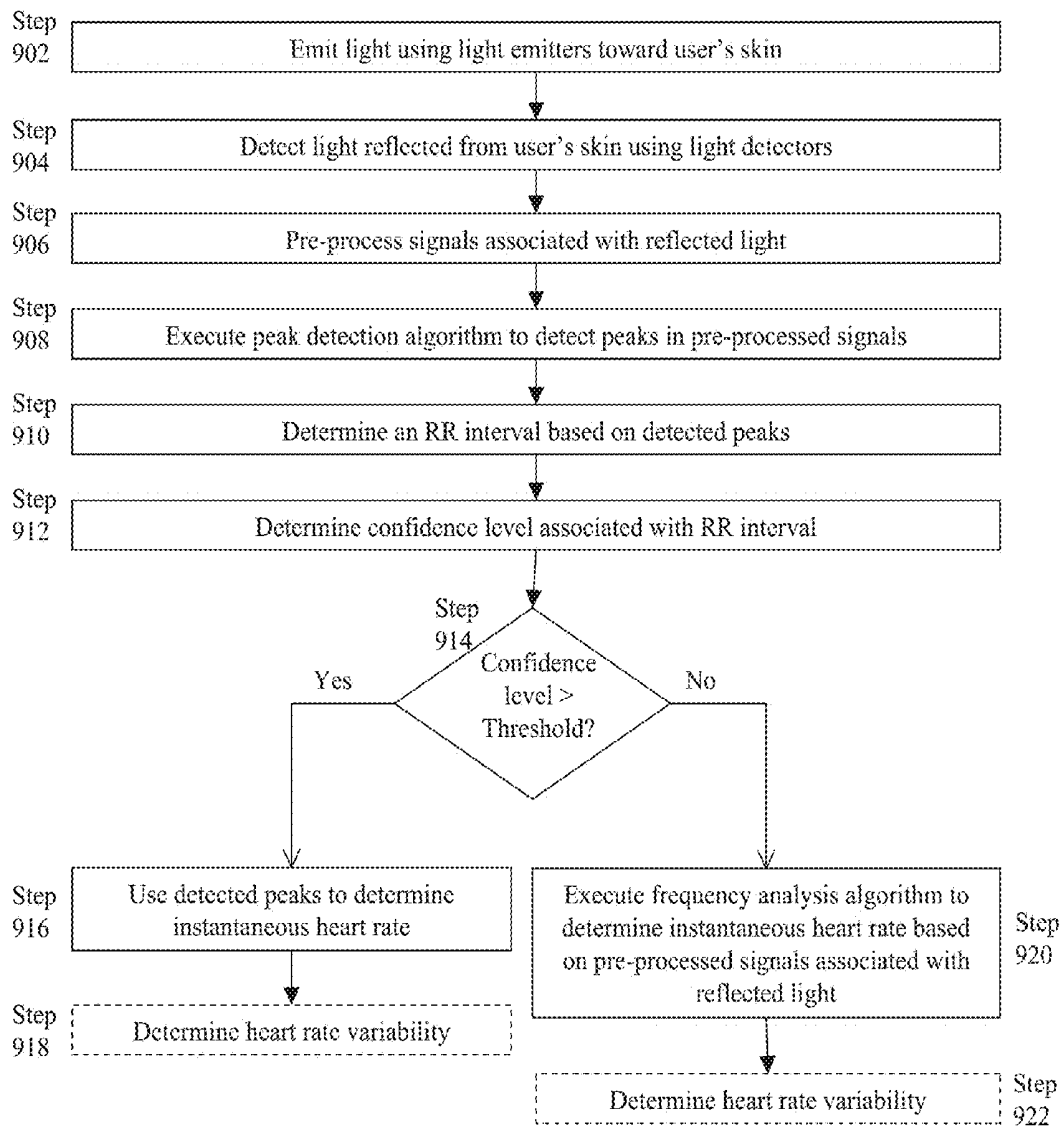 Step
902
Emit light using light emitters toward user's skin
Step
904
Detect light reflected from user's skin using light detectors
Step
906
Pre-process signals associated with reflected light
Step
908
Execute peak detection algorithm to detect peaks in pre-processed signals
Step
910
Determine an RR interval based on detected peaks
Step
912
Determine confidence level associated with RR interval
Step
914
Confidence
level >
Threshold?
Yes
No
Step
916
Use detected peaks to determine
instantaneous heart rate
Execute frequency analysis algorithm to
determine instantaneous heart rate based
on pre-processed signals associated with
reflected light
Step
920
Step
918
Determine heart rate variability
Determine heart rate variability
Step
922